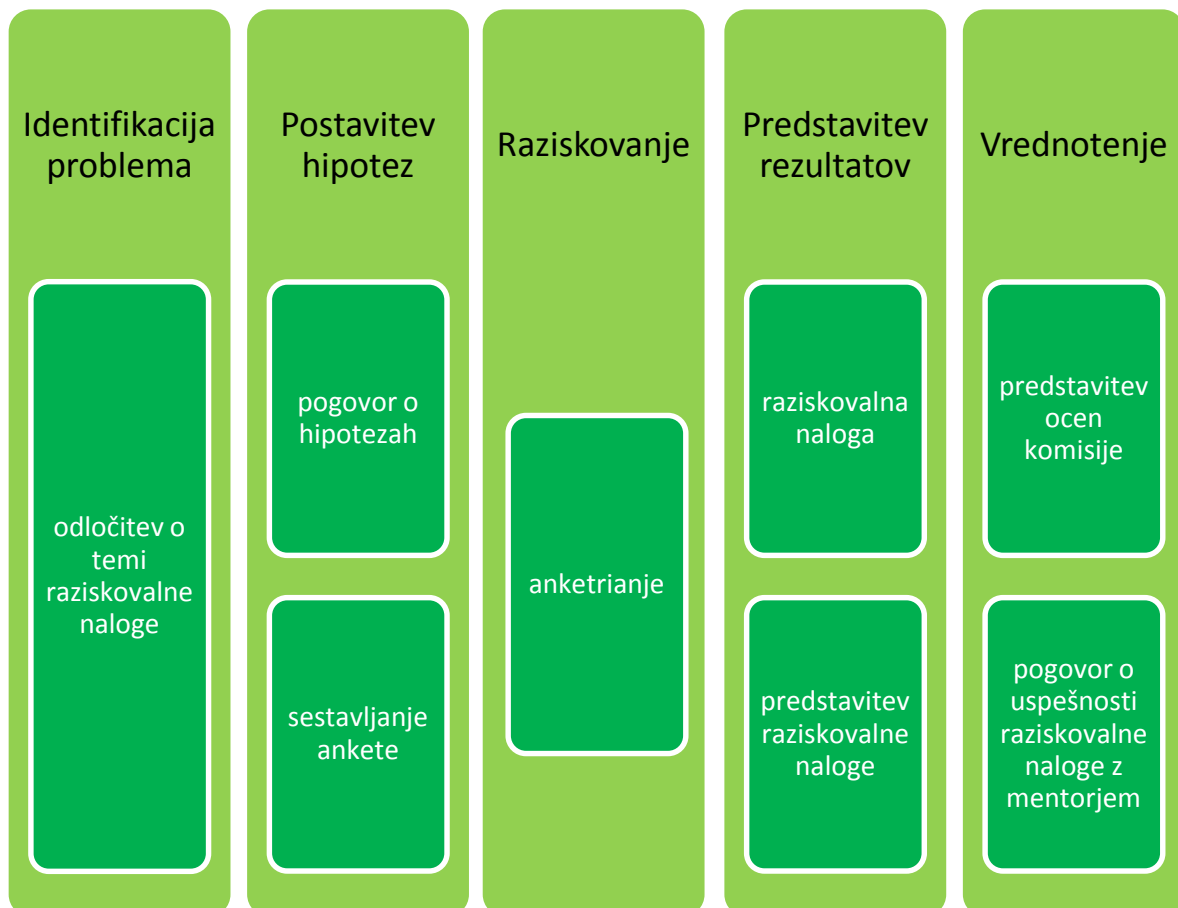 Identifikacija
problema
odločitev o
temi
raziskovalne
naloge
Postavitev
hipotez
pogovor o
hipotezah
sestavljanje
ankete
Raziskovanje
anketrianje
Predstavitev
rezultatov
raziskovalna
naloga
predstavitev
raziskovalne
naloge
Vrednotenje
predstavitev
ocen
komisije
pogovor o
uspešnosti
raziskovalne
naloge z
mentorjem